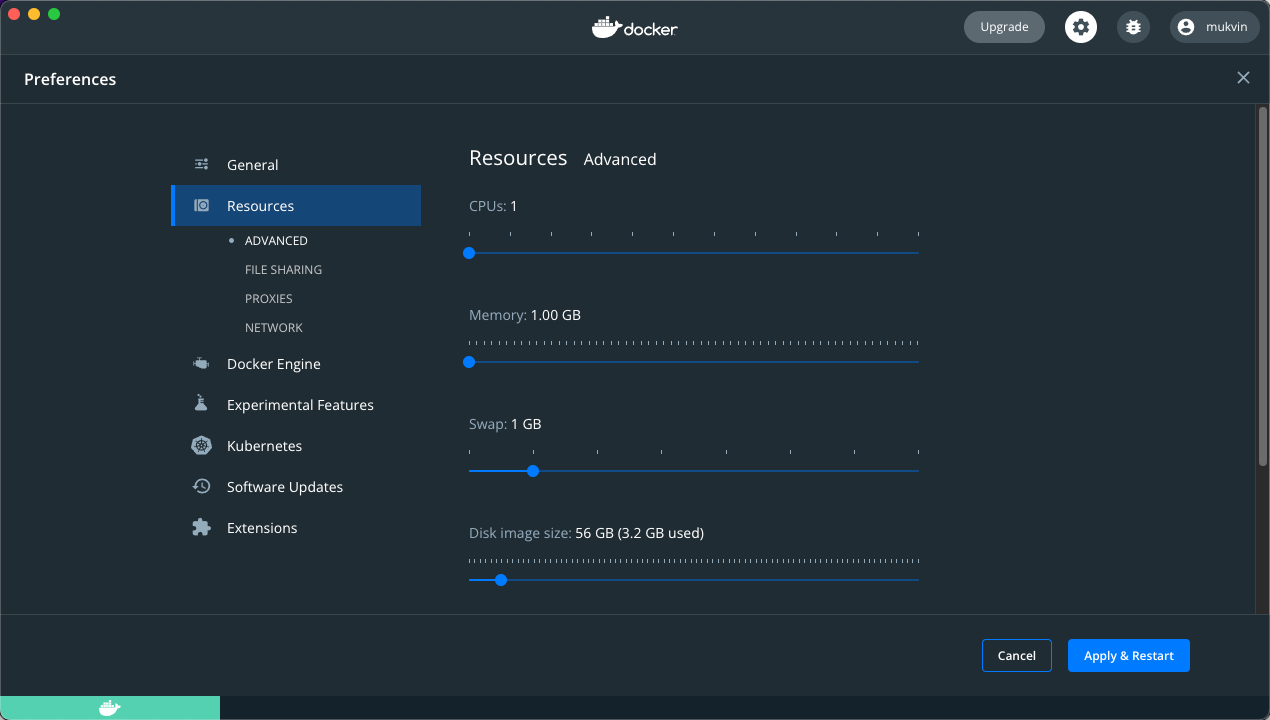 docker
Upgrade
mukvin
Preferences
General
Resources
ADVANCED
FILE SHARING
PROXIES
NETWORK
Docker Engine
Experimental Features
Kubernetes
Software Updates
Extensions
Resources Advanced
CPUs: 1
Memory: 1.00 GB
Swap: 1 GB
Disk image size: 56 GB (3.2 GB used)
Cancel
Apply & Restart